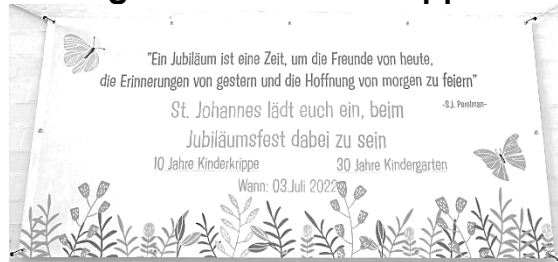 "Ein Jubiläum ist eine Zeit, um die Freunde von heute,
die Erinnerungen von gestern und die Hoffnung von morgen zu feiern"
-S.J. Perelman-
St. Johannes lädt euch ein, beim
Jubiläumsfest dabei zu sein
10 Jahre Kinderkrippe 30 Jahre Kindergarten
Wann: 03.Juli 2022